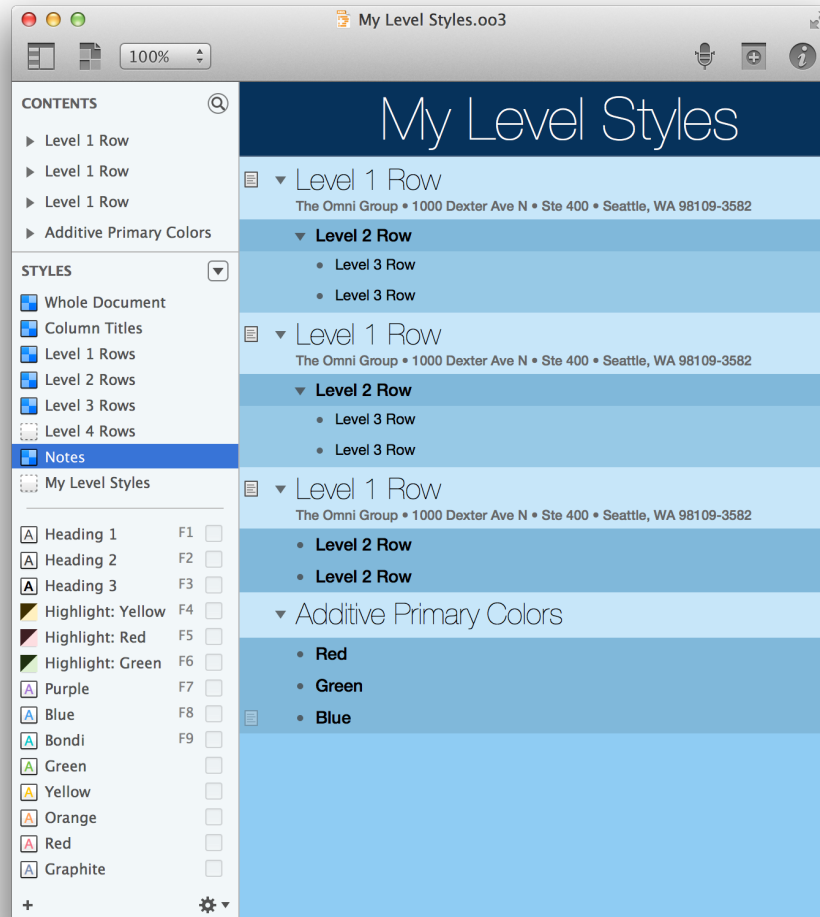 My Level Styles.oo3
100%
CONTENTS
Level 1 Row
Level 1 Row
Level 1 Row
Additive Primary Colors
STYLES
Whole Document
Column Titles
Level 1 Rows
Level 2 Rows
Level 3 Rows
Level 4 Rows
Notes
My Level Styles
A Heading 1 F1
A Heading 2 F2
A Heading 3 F3
Highlight: Yellow F4
Highlight: Red F5
Highlight: Green F6
A Purple F7
A Blue F8
A Bondi F9
A Green
A Yellow
A Orange
A Red
A Graphite
My Level Styles
Level 1 Row
The Omni Group • 1000 Dexter Ave N • Ste 400 • Seattle, WA 98109-3582
Level 2 Row
• Level 3 Row
• Level 3 Row
Level 1 Row
The Omni Group • 1000 Dexter Ave N • Ste 400 • Seattle, WA 98109-3582
Level 2 Row
• Level 3 Row
• Level 3 Row
Level 1 Row
The Omni Group • 1000 Dexter Ave N • Ste 400 • Seattle, WA 98109-3582
• Level 2 Row
• Level 2 Row
Additive Primary Colors
• Red
• Green
• Blue